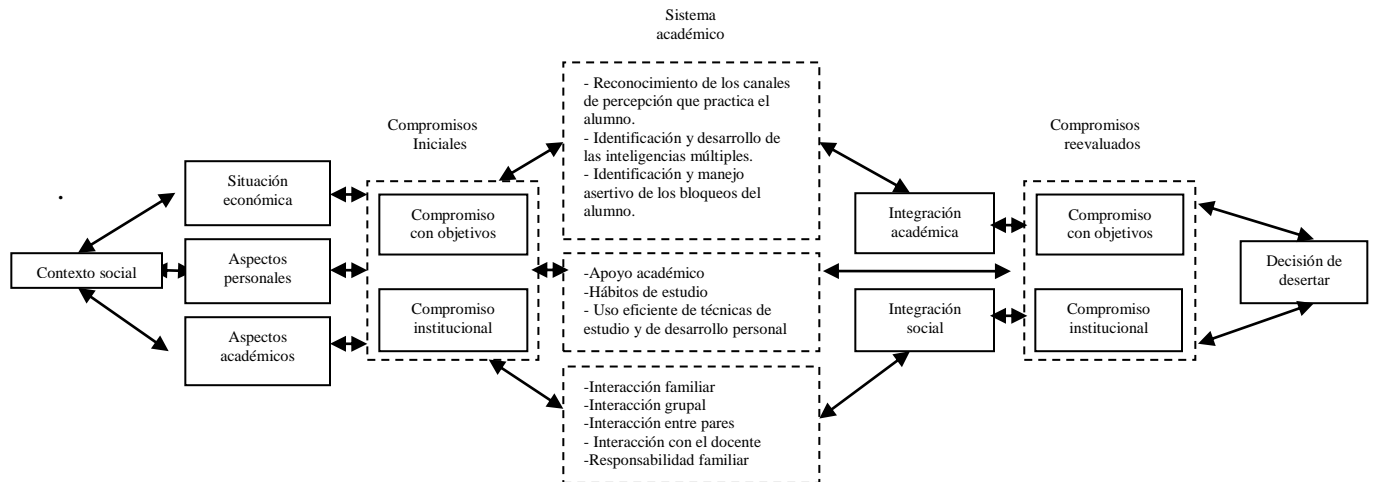 Sistema
académico
- Reconocimiento de los canales
de percepción que practica el
alumno.
- Identificación y desarrollo de
las inteligencias múltiples.
- Identificación y manejo
asertivo de los bloqueos del
alumno.
Compromisos
Iniciales
Compromisos
reevaluados
Situación
económica
Compromiso
con objetivos
Integración
académica
Compromiso
con objetivos
Contexto social
Aspectos
personales
-Apoyo académico
-Hábitos de estudio
- Uso eficiente de técnicas de
estudio y de desarrollo personal
Decisión de
desertar
Aspectos
académicos
Compromiso
institucional
Integración
social
Compromiso
institucional
-Interacción familiar
-Interacción grupal
-Interacción entre pares
- Interacción con el docente
-Responsabilidad familiar